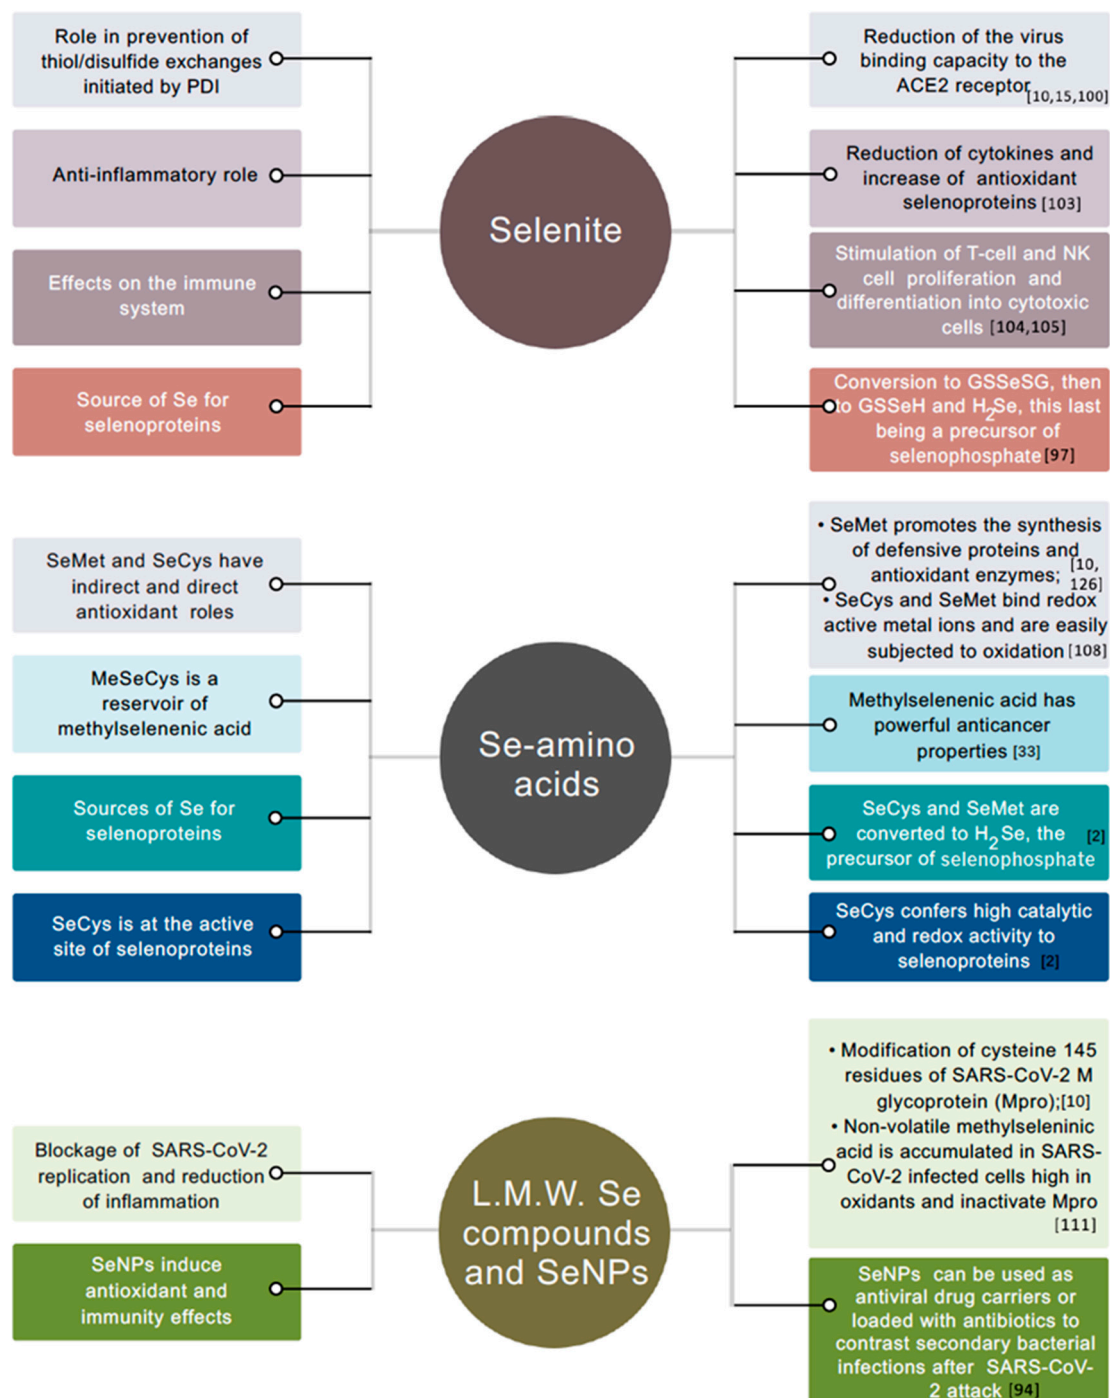 Role in prevention of
thiol/disulfide exchanges
initiated by PDI
Anti-inflammatory role
Effects on the immune
system
Source of Se for
selenoproteins
Selenite
Reduction of the virus
binding capacity to the
ACE2 receptor [10,15,100]
Reduction of cytokines and
increase of antioxidant
selenoproteins [103]
Stimulation of T-cell and NK
cell proliferation and
differentiation into cytotoxic
cells [104,105]
Conversion to GSSeSG, then
to GSSeH and H₂Se, this last
being a precursor of
selenophosphate [97]
SeMet and SeCys have
indirect and direct
antioxidant roles
MeSeCys is a
reservoir of
methylselenenic acid
Sources of Se for
selenoproteins
SeCys is at the active
site of selenoproteins
Se-amino
acids
• SeMet promotes the synthesis
of defensive proteins and
antioxidant enzymes; [10,
126]
• SeCys and SeMet bind redox
active metal ions and are easily
subjected to oxidation [108]
Methylselenenic acid has
powerful anticancer
properties [33]
SeCys and SeMet are
converted to H₂Se, the [2]
precursor of selenophosphate
SeCys confers high catalytic
and redox activity to
selenoproteins [2]
Blockage of SARS-CoV-2
replication and reduction
of inflammation
SeNPs induce
antioxidant and
immunity effects
L.M.W. Se
compounds
and SeNPs
• Modification of cysteine 145
residues of SARS-CoV-2 M
glycoprotein (Mpro);[10]
• Non-volatile methylseleninic
acid is accumulated in SARS-
CoV-2 infected cells high in
oxidants and inactivate Mpro
[111]
SeNPs can be used as
antiviral drug carriers or
loaded with antibiotics to
contrast secondary bacterial
infections after SARS-CoV-
2 attack [94]